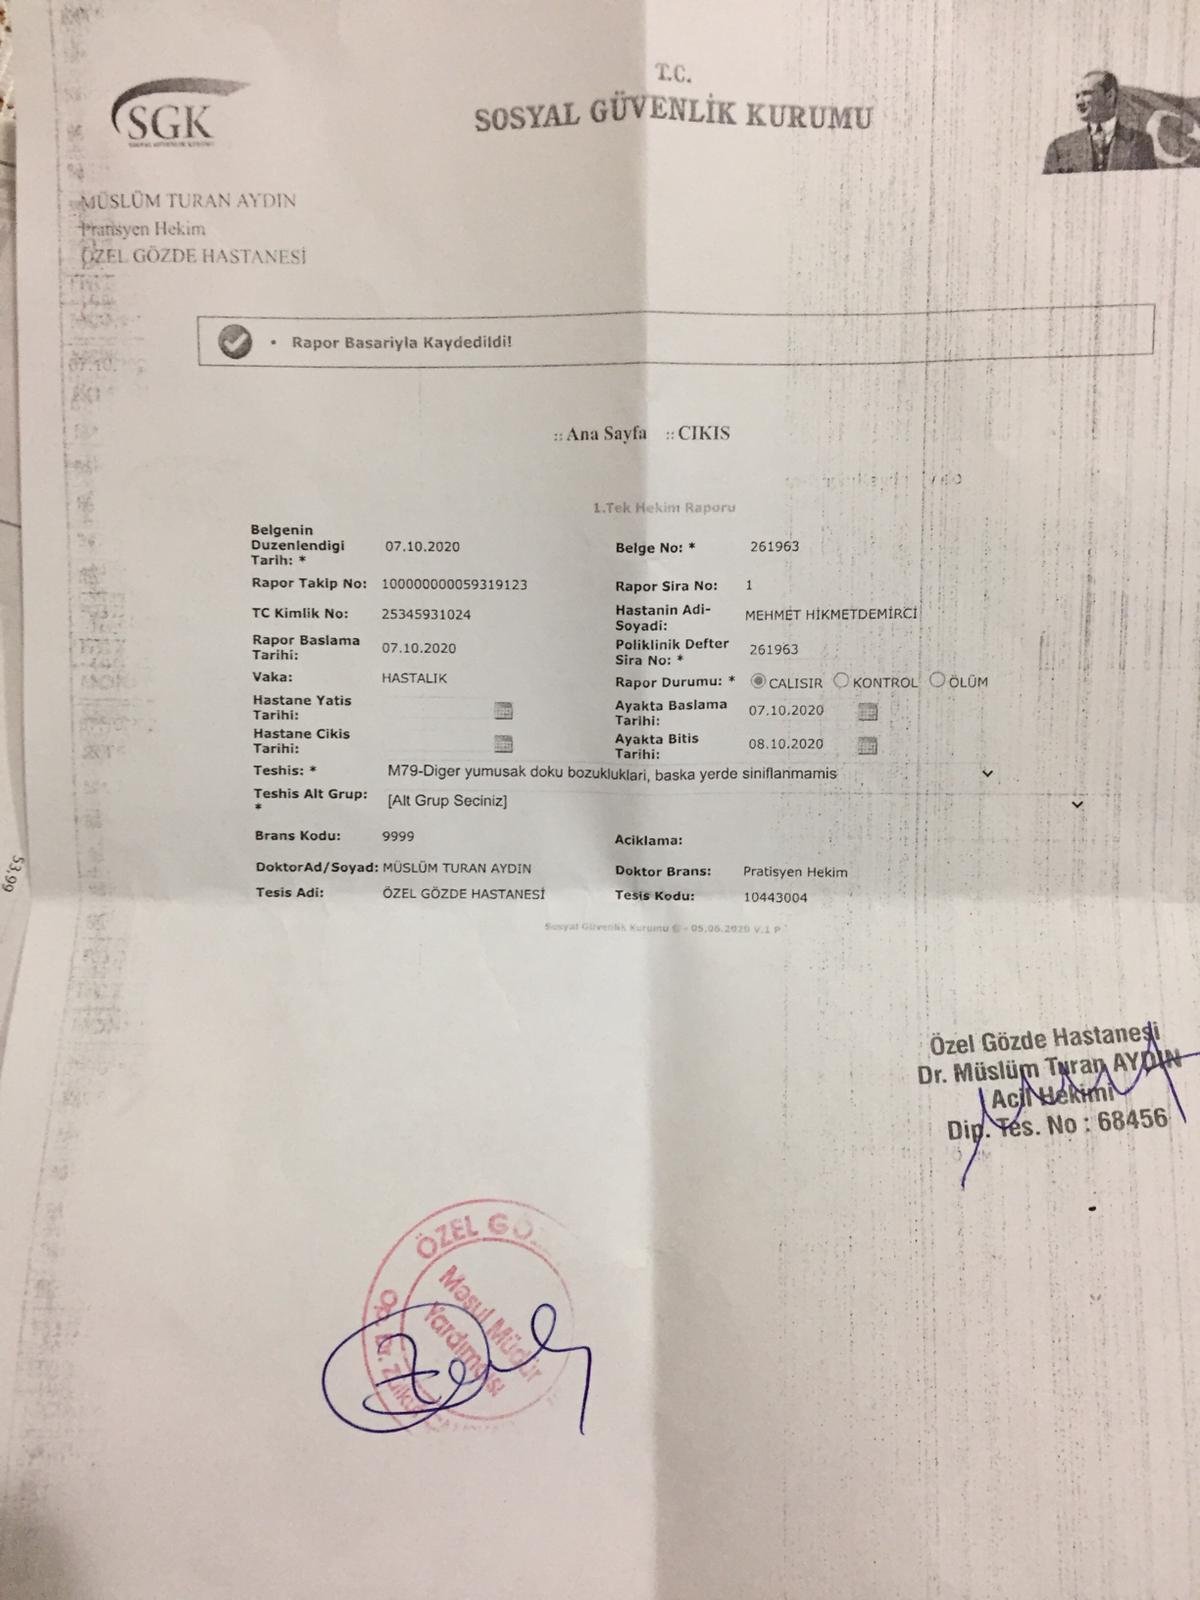 SGK
SOSYAL GÜVENLİK KURUMU
T.C.
SOSYAL GÜVENLİK KURUMU
MÜSLÜM TURAN AYDIN
Pratisyen Hekim
ÖZEL GÖZDE HASTANESİ
• Rapor Basariyla Kaydedildi!
:: Ana Sayfa :: CIKIS
1.Tek Hekim Raporu
Belgenin Duzenlendigi Tarih: * 07.10.2020 Belge No: * 261963
Rapor Takip No: 100000000059319123 Rapor Sira No: 1
TC Kimlik No: 25345931024 Hastanin Adi-Soyadi: MEHMET HİKMETDEMİRCİ
Rapor Baslama Tarihi: 07.10.2020 Poliklinik Defter Sira No: * 261963
Vaka: HASTALIK Rapor Durumu: * CALISIR KONTROL ÖLÜM
Hastane Yatis Tarihi: Ayakta Baslama Tarihi: 07.10.2020
Hastane Cikis Tarihi: Ayakta Bitis Tarihi: 08.10.2020
Teshis: * M79-Diger yumusak doku bozukluklari, baska yerde siniflanmamis
Teshis Alt Grup: * [Alt Grup Seciniz]
Brans Kodu: 9999 Aciklama:
DoktorAd/Soyad: MÜSLÜM TURAN AYDIN Doktor Brans: Pratisyen Hekim
Tesis Adi: ÖZEL GÖZDE HASTANESİ Tesis Kodu: 10443004
Sosyal Güvenlik Kurumu © - 05.06.2020 V.1 P
Özel Gözde Hastanesi
Dr. Müslüm Turan AYDIN
Acil Hekimi
Dip. Tes. No : 68456
ÖZEL
Mesul Müdür
Yardımcısı
53,99